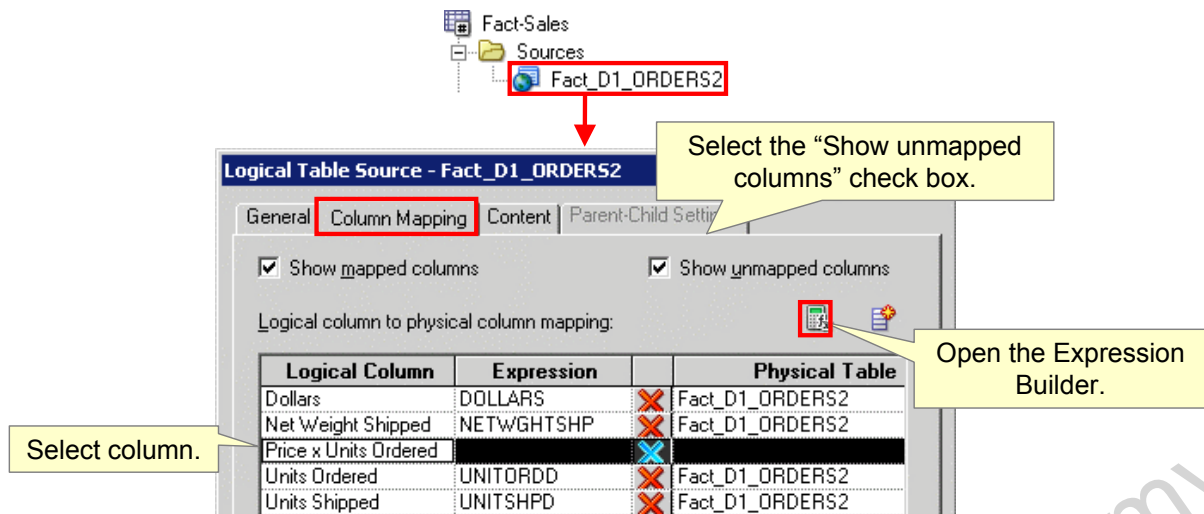 Fact-Sales
Sources
Fact_D1_ORDERS2
Select the “Show unmapped
columns” check box.
Logical Table Source - Fact_D1_ORDERS2
General Column Mapping Content Parent-Child
Show mapped columns Show unmapped columns
Logical column to physical column mapping:
Open the Expression
Builder.
Logical Column Expression Physical Table
Dollars DOLLARS Fact_D1_ORDERS2
Net Weight Shipped NETWGHTSHP Fact_D1_ORDERS2
Select column.
Price x Units Ordered
Units Ordered UNITORDD Fact_D1_ORDERS2
Units Shipped UNITSHPD Fact_D1_ORDERS2